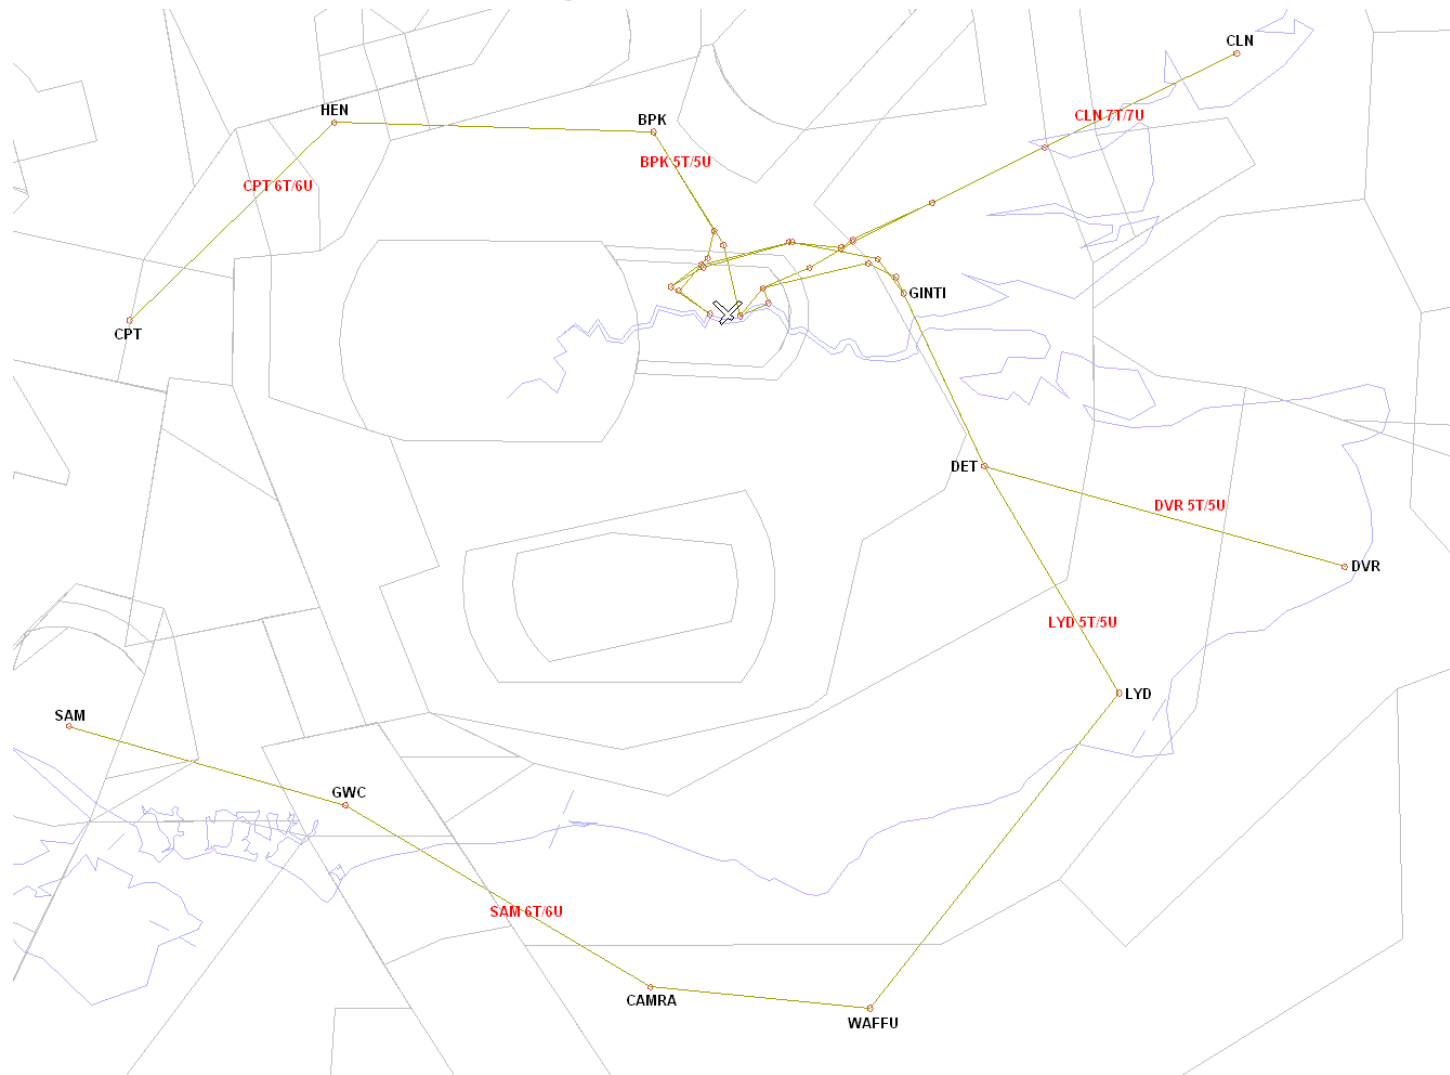 CLN
HEN
CLN 7T/7U
BPK
BPK 5T/5U
CPT 6T/6U
GINTI
CPT
DET
DVR 5T/5U
DVR
LYD 5T/5U
LYD
SAM
GWC
SAM 6T/6U
CAMRA
WAFFU